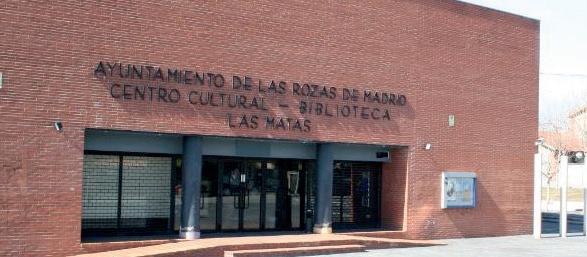 AYUNTAMIENTO DE LAS ROZAS DE MADRID
CENTRO CULTURAL - BIBLIOTECA
LAS MATAS